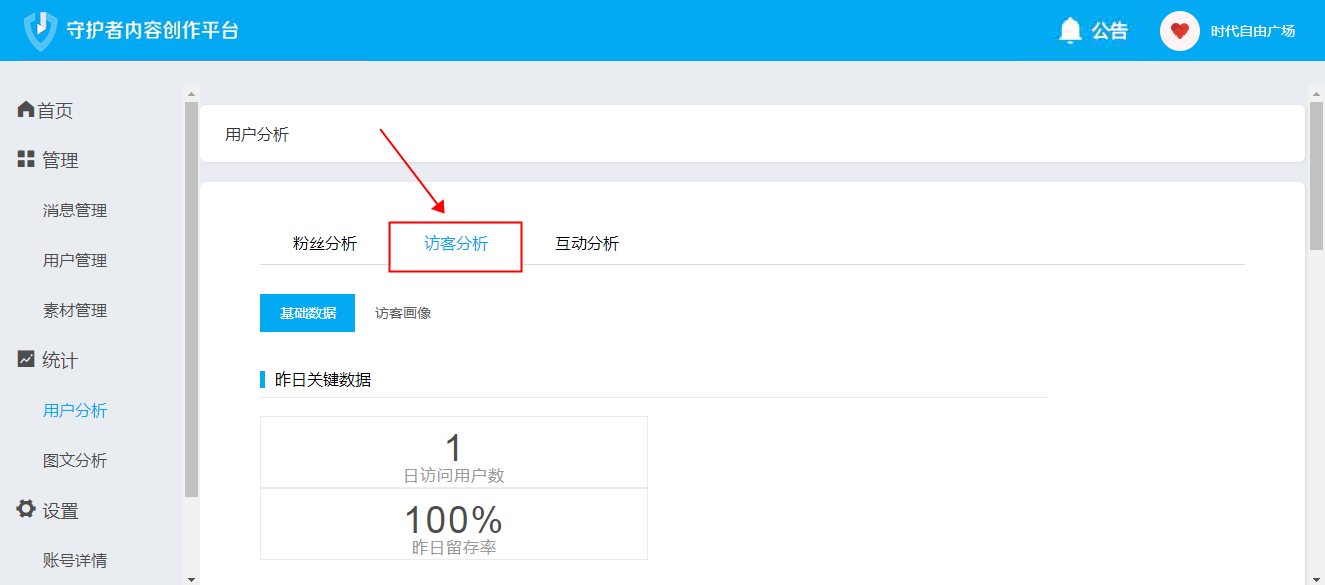 守护者内容创作平台
公告
时代自由广场
首页
管理
消息管理
用户管理
素材管理
统计
用户分析
图文分析
设置
账号详情
用户分析
粉丝分析
访客分析
互动分析
基础数据
访客画像
昨日关键数据
1
日访问用户数
100%
昨日留存率